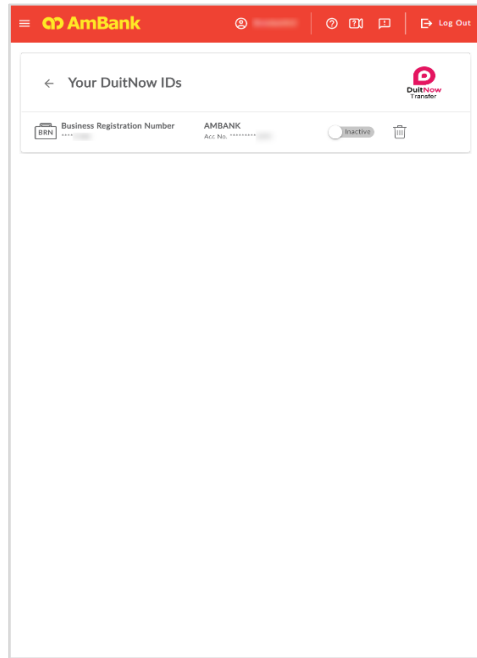 AmBank
Log Out
Your DuitNow IDs
DuitNow
Transfer
BRN
Business Registration Number
AMBANK
Inactive
····
Acc No. ·········